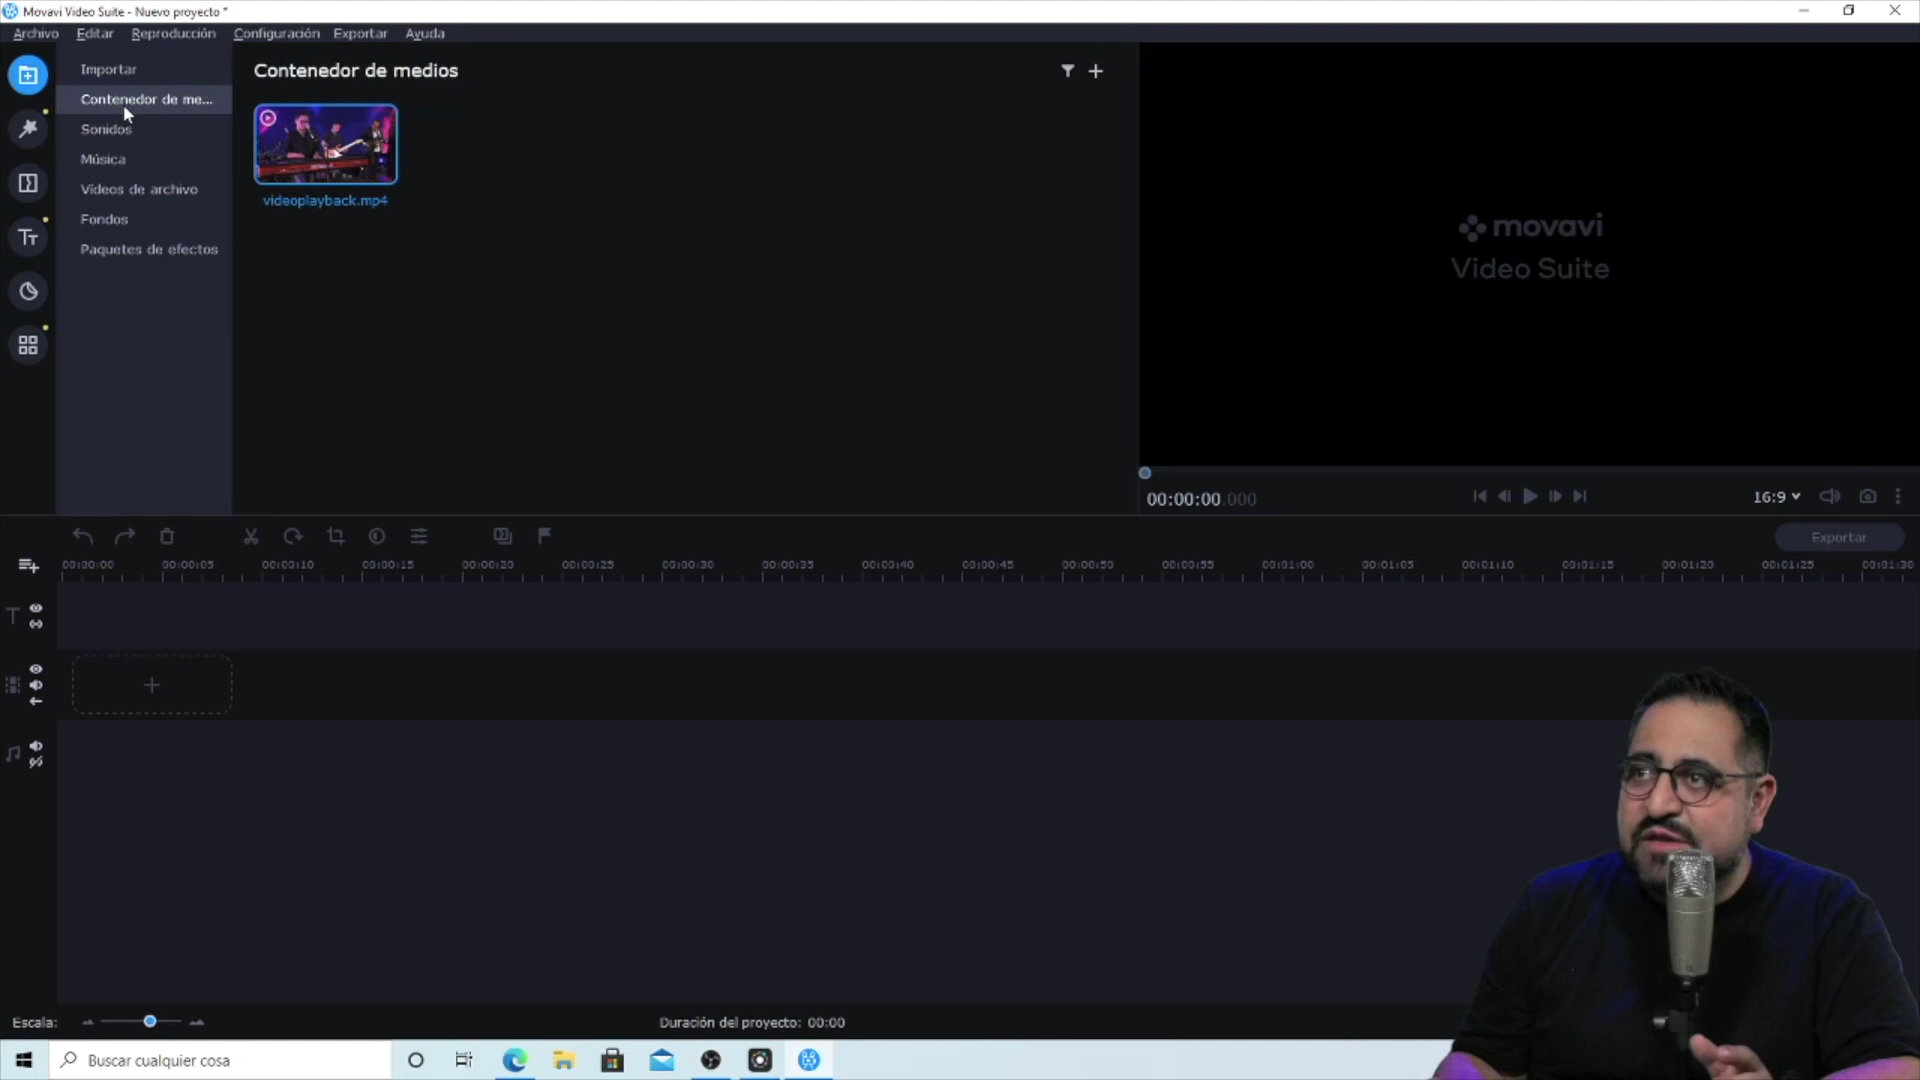 Movavi Video Suite - Nuevo proyecto *
Archivo Editar Reproducción Configuración Exportar Ayuda
Importar
Contenedor de me...
Sonidos
Música
Vídeos de archivo
Fondos
Paquetes de efectos
Contenedor de medios
videoplayback.mp4
movavi
Video Suite
00:00:00.000
16:9
Exportar
00:00:00 00:00:05 00:00:10 00:00:15 00:00:20 00:00:25 00:00:30 00:00:35 00:00:40 00:00:45 00:00:50 00:00:55 00:01:00 00:01:05 00:01:10 00:01:15 00:01:20 00:01:25 00:01:30
Escala:
Duración del proyecto: 00:00
Buscar cualquier cosa